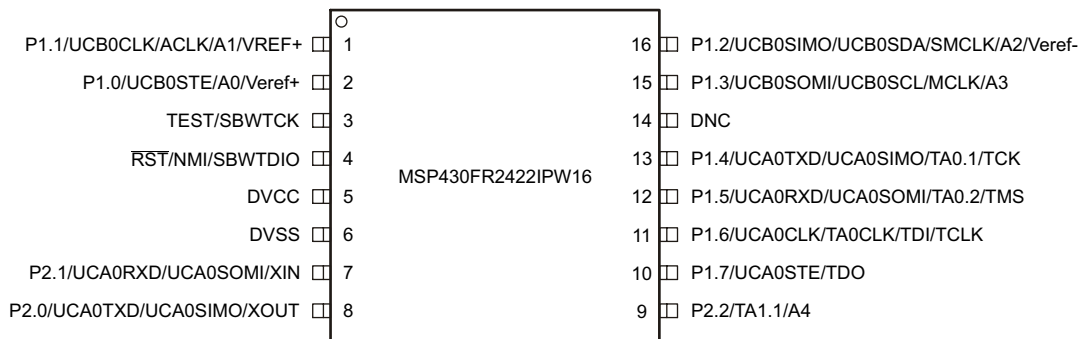 P1.1/UCB0CLK/ACLK/A1/VREF+ 1 16 P1.2/UCB0SIMO/UCB0SDA/SMCLK/A2/Veref-
P1.0/UCB0STE/A0/Veref+ 2 15 P1.3/UCB0SOMI/UCB0SCL/MCLK/A3
TEST/SBWTCK 3 14 DNC
RST/NMI/SBWTDIO 4 13 P1.4/UCA0TXD/UCA0SIMO/TA0.1/TCK
MSP430FR2422IPW16
DVCC 5 12 P1.5/UCA0RXD/UCA0SOMI/TA0.2/TMS
DVSS 6 11 P1.6/UCA0CLK/TA0CLK/TDI/TCLK
P2.1/UCA0RXD/UCA0SOMI/XIN 7 10 P1.7/UCA0STE/TDO
P2.0/UCA0TXD/UCA0SIMO/XOUT 8 9 P2.2/TA1.1/A4